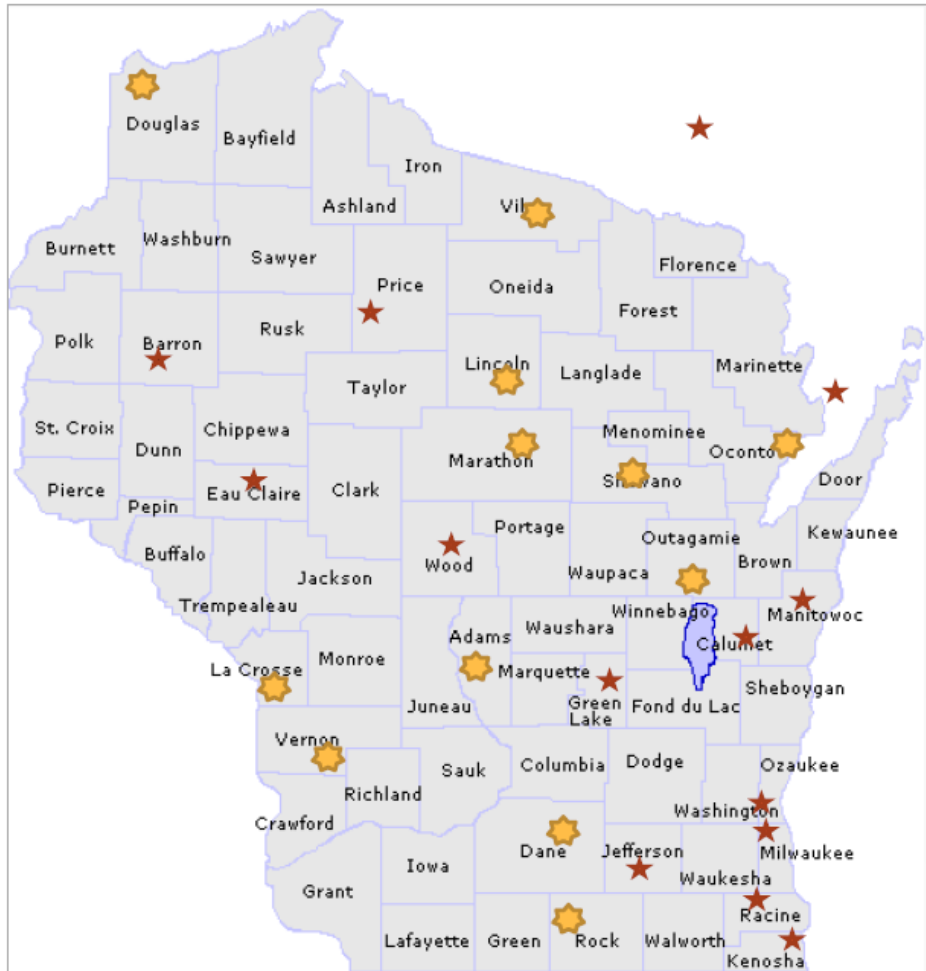 Douglas
Bayfield
Iron
Ashland
Vil
Burnett
Washburn
Sawyer
Price
Oneida
Florence
Forest
Polk
Barron
Rusk
Lincoln
Langlade
Marinette
Taylor
St. Croix
Dunn
Chippewa
Menominee
Marathon
Oconto
Pierce
Eau Claire
Clark
Door
Pepin
Portage
Outagamie
Kewaunee
Buffalo
Wood
Waupaca
Brown
Jackson
Trempealeau
Winnebago
Manitowoc
Adams
Waushara
Calumet
La Crosse
Monroe
Marquette
Sheboygan
Juneau
Green
Lake
Fond du Lac
Vernon
Sauk
Columbia
Dodge
Ozaukee
Richland
Washington
Crawford
Dane
Jefferson
Milwaukee
Iowa
Waukesha
Grant
Racine
Lafayette
Green
Rock
Walworth
Kenosha